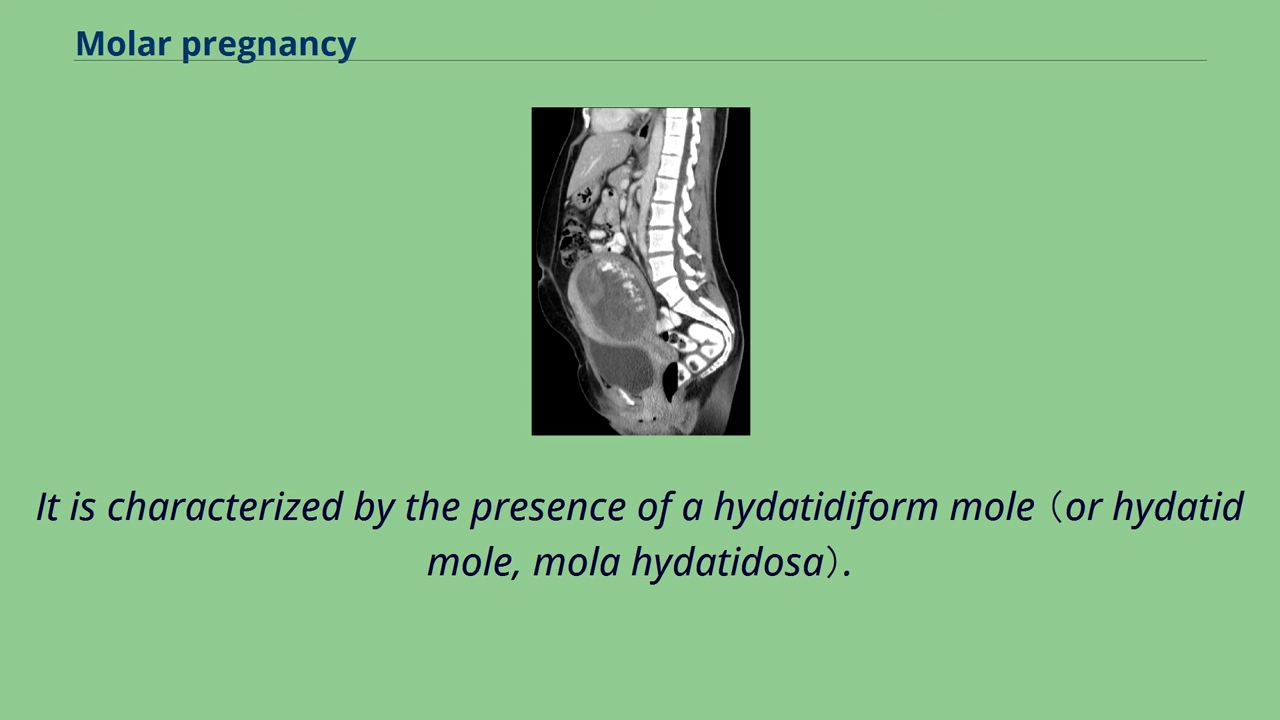 Molar pregnancy
It is characterized by the presence of a hydatidiform mole（or hydatid
mole, mola hydatidosa）.